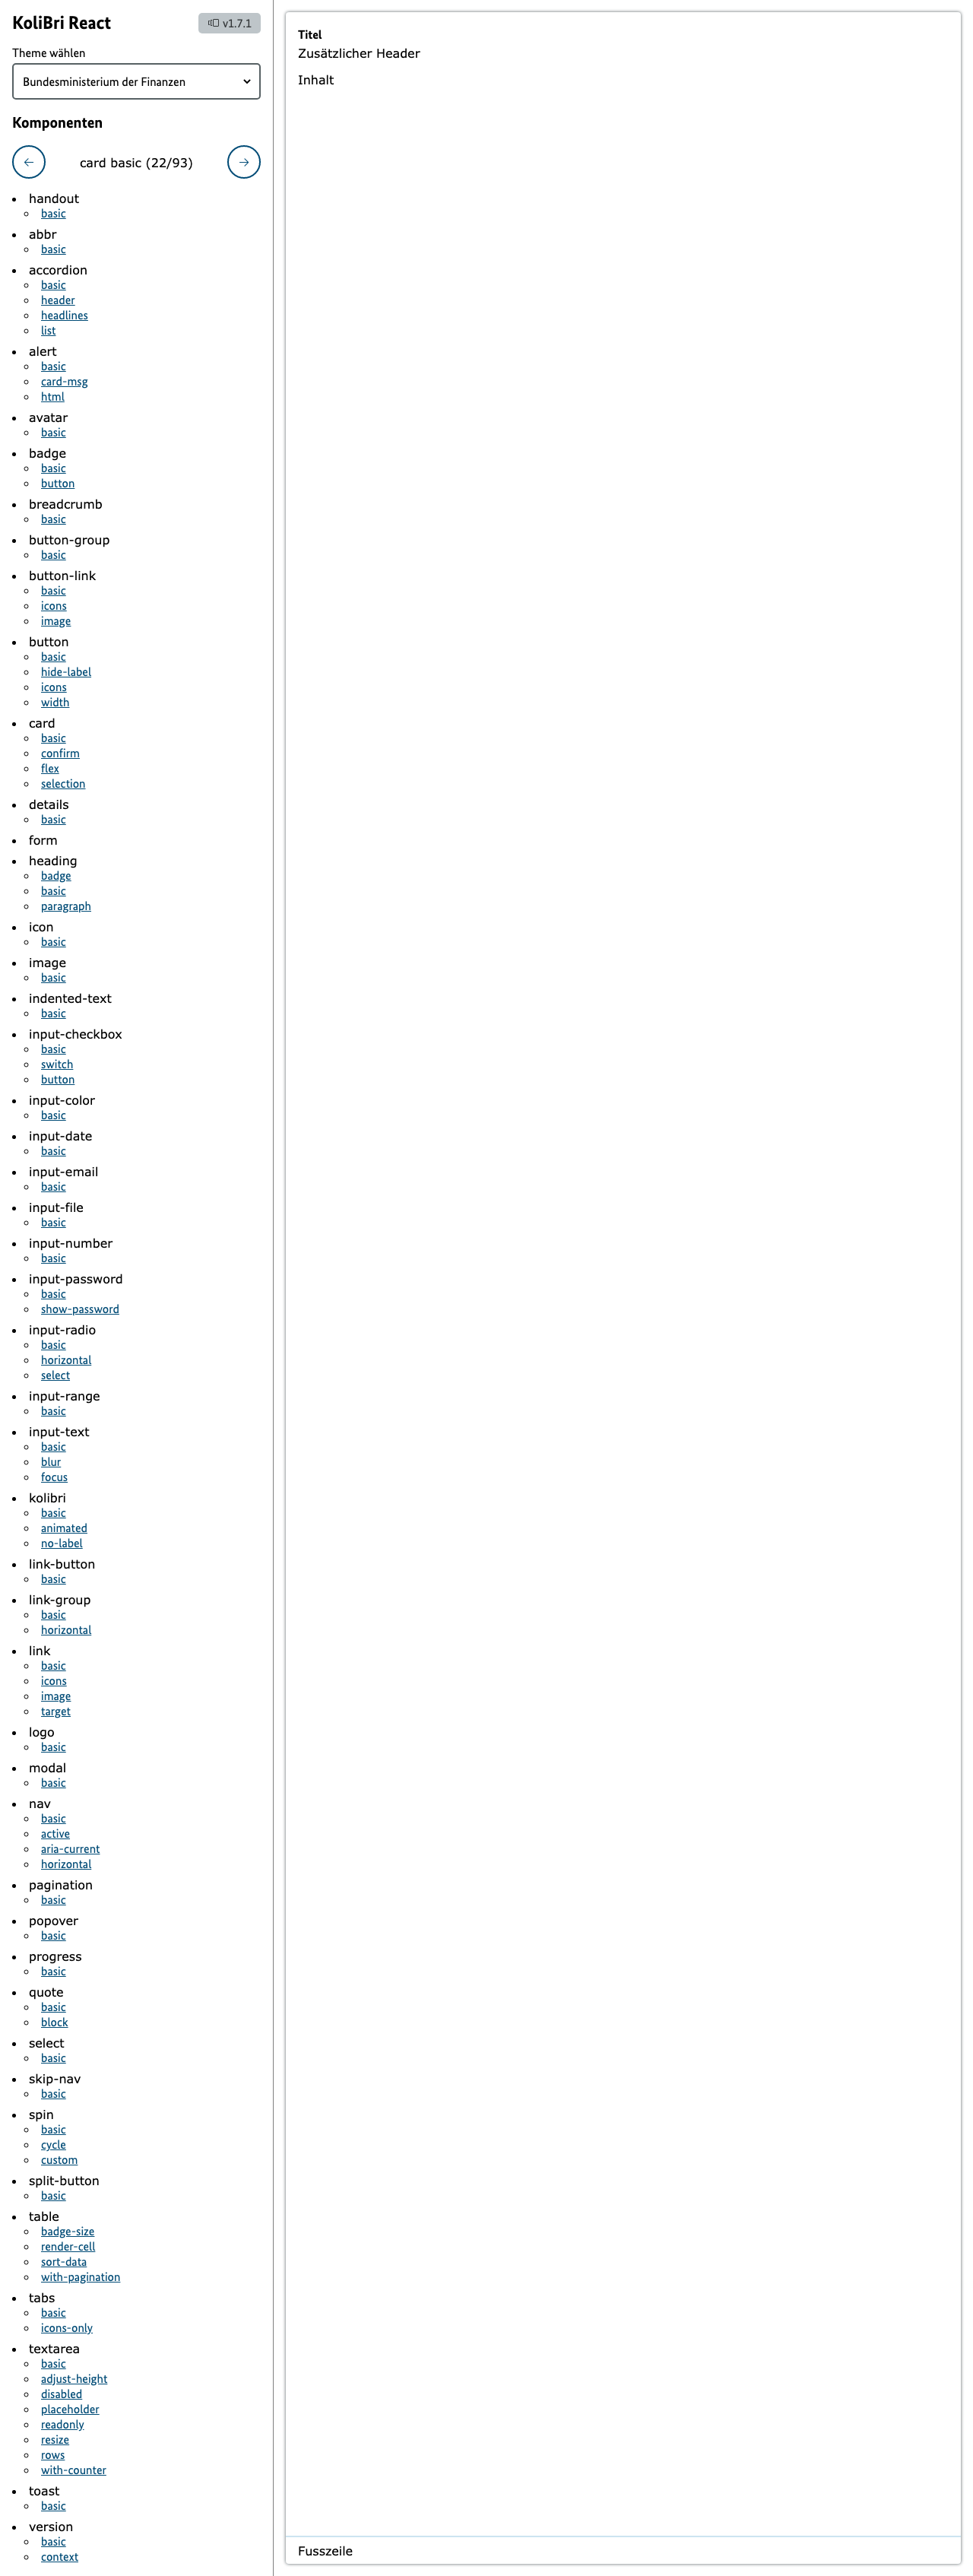 KoliBri React
v1.7.1
Theme wählen
Bundesministerium der Finanzen
Komponenten
card basic (22/93)
handout
basic
abbr
basic
accordion
basic
header
headlines
list
alert
basic
card-msg
html
avatar
basic
badge
basic
button
breadcrumb
basic
button-group
basic
button-link
basic
icons
image
button
basic
hide-label
icons
width
card
basic
confirm
flex
selection
details
basic
form
heading
badge
basic
paragraph
icon
basic
image
basic
indented-text
basic
input-checkbox
basic
switch
button
input-color
basic
input-date
basic
input-email
basic
input-file
basic
input-number
basic
input-password
basic
show-password
input-radio
basic
horizontal
select
input-range
basic
input-text
basic
blur
focus
kolibri
basic
animated
no-label
link-button
basic
link-group
basic
horizontal
link
basic
icons
image
target
logo
basic
modal
basic
nav
basic
active
aria-current
horizontal
pagination
basic
popover
basic
progress
basic
quote
basic
block
select
basic
skip-nav
basic
spin
basic
cycle
custom
split-button
basic
table
badge-size
render-cell
sort-data
with-pagination
tabs
basic
icons-only
textarea
basic
adjust-height
disabled
placeholder
readonly
resize
rows
with-counter
toast
basic
version
basic
context
Titel
Zusätzlicher Header
Inhalt
Fusszeile